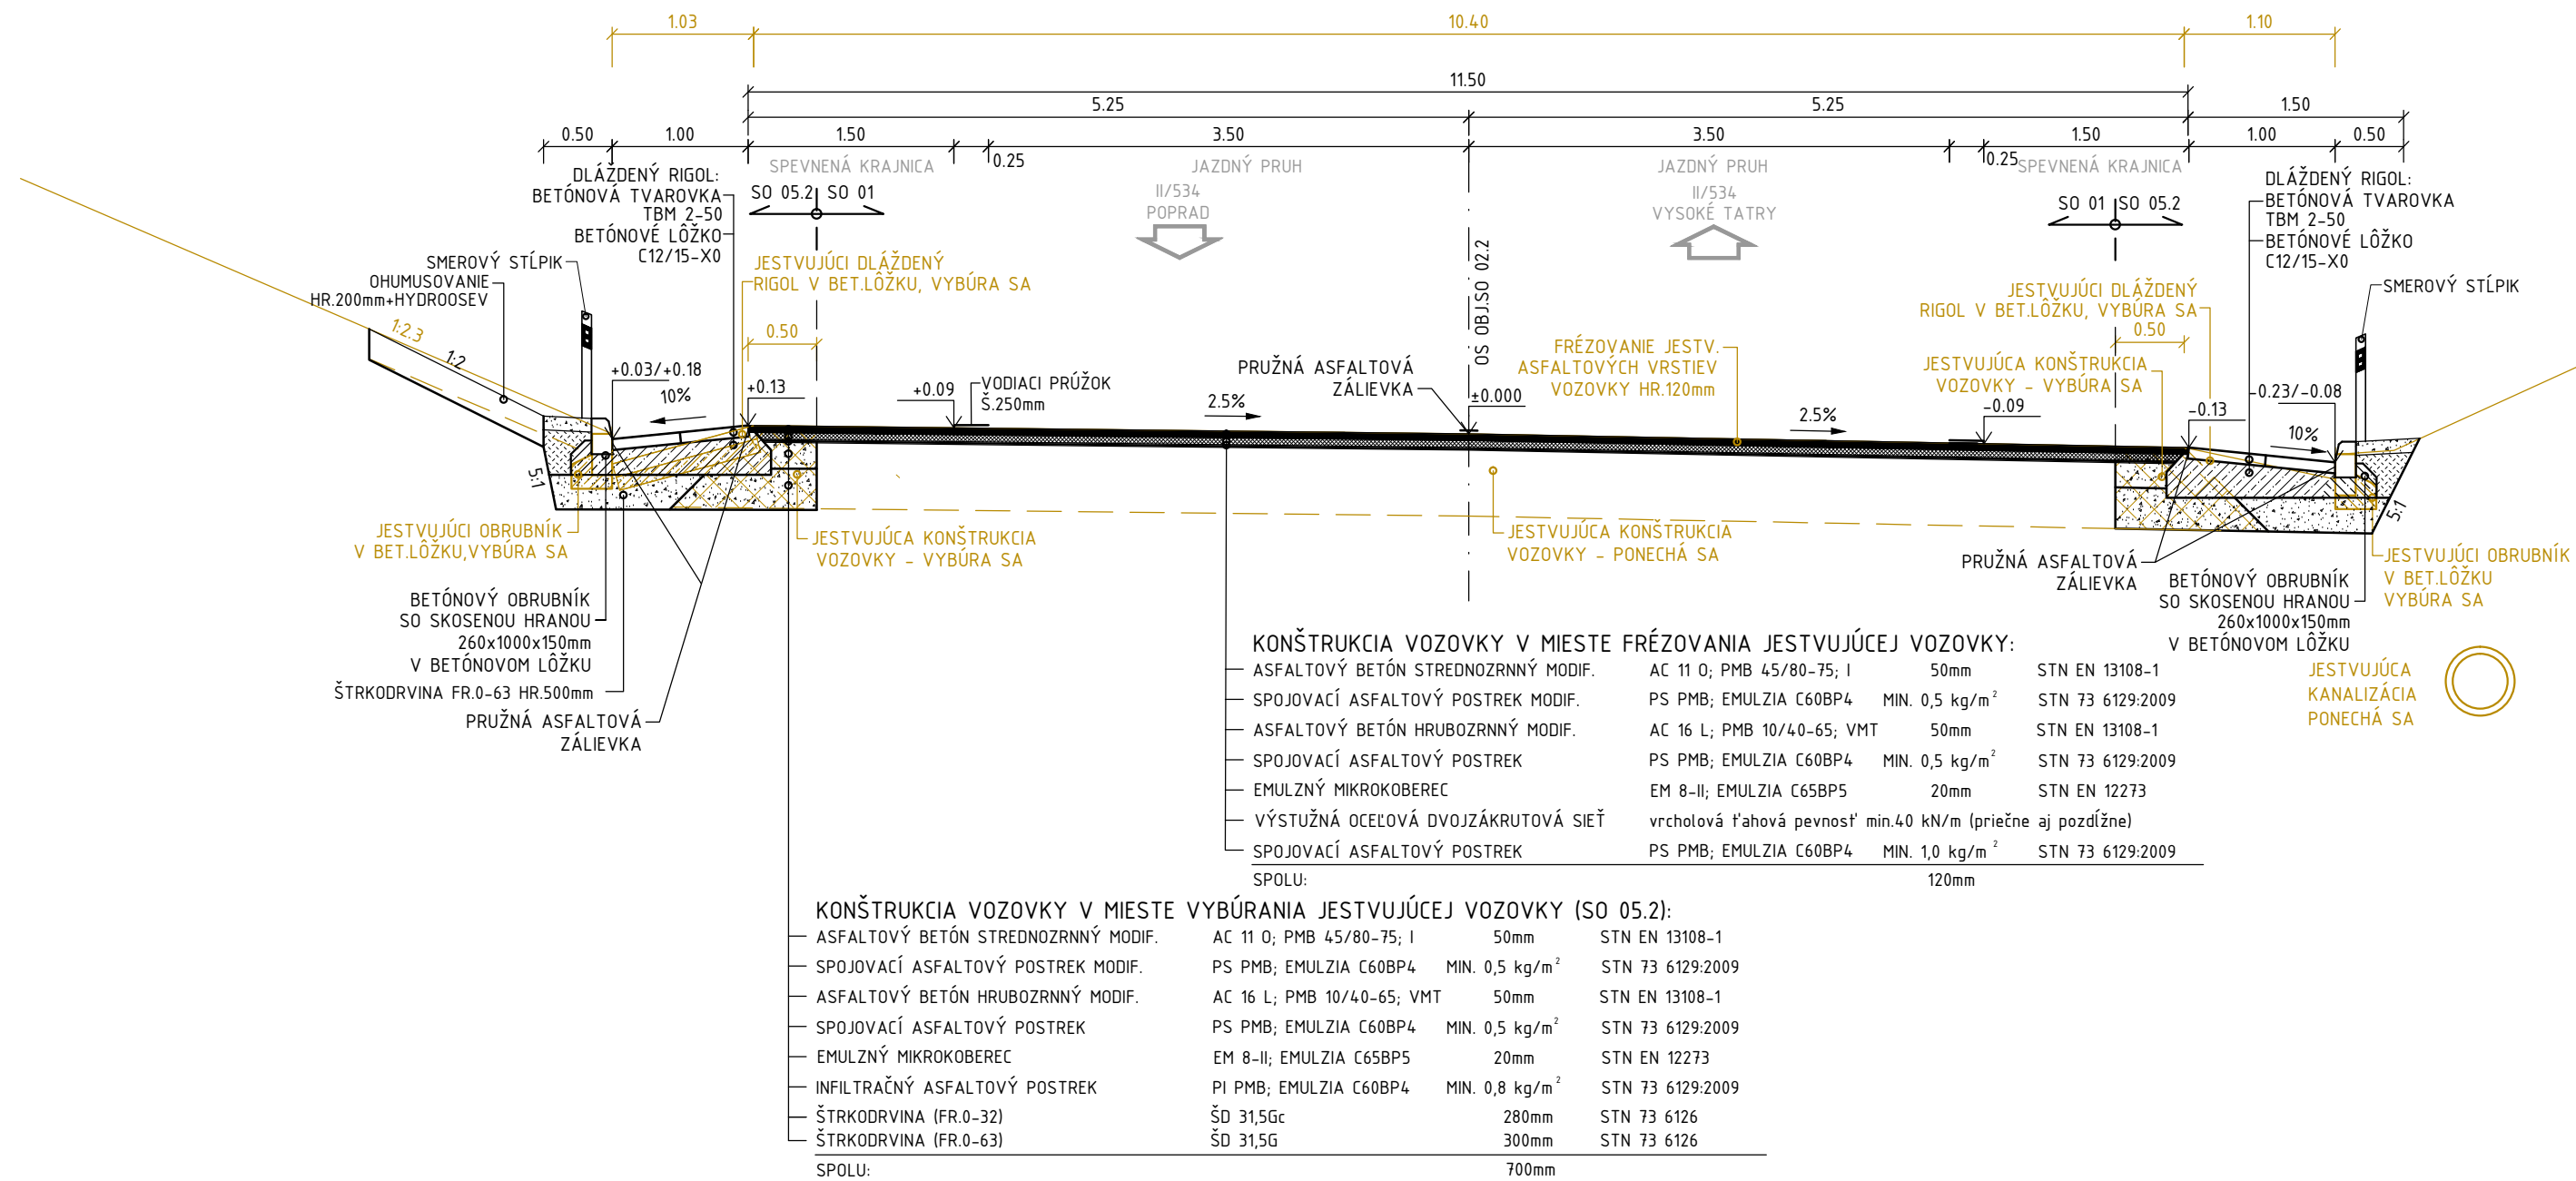 1.03 10.40 1.10
11.50
5.25 5.25 1.50
0.50 1.00 1.50 3.50 3.50 1.50 1.00 0.50
0.25 0.25
SPEVNENÁ KRAJNICA JAZDNÝ PRUH JAZDNÝ PRUH SPEVNENÁ KRAJNICA
DLÁŽDENÝ RIGOL:
BETÓNOVÁ TVAROVKA
TBM 2-50
BETÓNOVÉ LÔŽKO
C12/15-X0
SO 05.2 SO 01
II/534
POPRAD
II/534
VYSOKÉ TATRY
SO 01 SO 05.2
DLÁŽDENÝ RIGOL:
BETÓNOVÁ TVAROVKA
TBM 2-50
BETÓNOVÉ LÔŽKO
C12/15-X0
SMEROVÝ STĹPIK
OHUMUSOVANIE
HR.200mm+HYDROOSEV
JESTVUJÚCI DLÁŽDENÝ
RIGOL V BET.LÔŽKU, VYBÚRA SA
OS OBJ.SO 02.2
JESTVUJÚCI DLÁŽDENÝ
RIGOL V BET.LÔŽKU, VYBÚRA SA
SMEROVÝ STĹPIK
1:2.3
1:2
0.50
0.50
+0.03/+0.18
10%
+0.13
+0.09
VODIACI PRÚŽOK
Š.250mm
2.5%
PRUŽNÁ ASFALTOVÁ
ZÁLIEVKA
±0.000
FRÉZOVANIE JESTV.
ASFALTOVÝCH VRSTIEV
VOZOVKY HR.120mm
2.5%
-0.09
JESTVUJÚCA KONŠTRUKCIA
VOZOVKY - VYBÚRA SA
-0.13
-0.23/-0.08
10%
5:1
5:1
JESTVUJÚCI OBRUBNÍK
V BET.LÔŽKU,VYBÚRA SA
JESTVUJÚCA KONŠTRUKCIA
VOZOVKY - VYBÚRA SA
JESTVUJÚCA KONŠTRUKCIA
VOZOVKY - PONECHÁ SA
PRUŽNÁ ASFALTOVÁ
ZÁLIEVKA
JESTVUJÚCI OBRUBNÍK
V BET.LÔŽKU
VYBÚRA SA
BETÓNOVÝ OBRUBNÍK
SO SKOSENOU HRANOU
260x1000x150mm
V BETÓNOVOM LÔŽKU
ŠTRKODRVINA FR.0-63 HR.500mm
PRUŽNÁ ASFALTOVÁ
ZÁLIEVKA
BETÓNOVÝ OBRUBNÍK
SO SKOSENOU HRANOU
260x1000x150mm
V BETÓNOVOM LÔŽKU
JESTVUJÚCA
KANALIZÁCIA
PONECHÁ SA
KONŠTRUKCIA VOZOVKY V MIESTE FRÉZOVANIA JESTVUJÚCEJ VOZOVKY:
ASFALTOVÝ BETÓN STREDNOZRNNÝ MODIF. AC 11 O; PMB 45/80-75; I 50mm STN EN 13108-1
SPOJOVACÍ ASFALTOVÝ POSTREK MODIF. PS PMB; EMULZIA C60BP4 MIN. 0,5 kg/m² STN 73 6129:2009
ASFALTOVÝ BETÓN HRUBOZRNNÝ MODIF. AC 16 L; PMB 10/40-65; VMT 50mm STN EN 13108-1
SPOJOVACÍ ASFALTOVÝ POSTREK PS PMB; EMULZIA C60BP4 MIN. 0,5 kg/m² STN 73 6129:2009
EMULZNÝ MIKROKOBEREC EM 8-II; EMULZIA C65BP5 20mm STN EN 12273
VÝSTUŽNÁ OCEĽOVÁ DVOJZÁKRUTOVÁ SIEŤ vrcholová ťahová pevnosť min.40 kN/m (priečne aj pozdĺžne)
SPOJOVACÍ ASFALTOVÝ POSTREK PS PMB; EMULZIA C60BP4 MIN. 1,0 kg/m² STN 73 6129:2009
SPOLU: 120mm
KONŠTRUKCIA VOZOVKY V MIESTE VYBÚRANIA JESTVUJÚCEJ VOZOVKY (SO 05.2):
ASFALTOVÝ BETÓN STREDNOZRNNÝ MODIF. AC 11 O; PMB 45/80-75; I 50mm STN EN 13108-1
SPOJOVACÍ ASFALTOVÝ POSTREK MODIF. PS PMB; EMULZIA C60BP4 MIN. 0,5 kg/m² STN 73 6129:2009
ASFALTOVÝ BETÓN HRUBOZRNNÝ MODIF. AC 16 L; PMB 10/40-65; VMT 50mm STN EN 13108-1
SPOJOVACÍ ASFALTOVÝ POSTREK PS PMB; EMULZIA C60BP4 MIN. 0,5 kg/m² STN 73 6129:2009
EMULZNÝ MIKROKOBEREC EM 8-II; EMULZIA C65BP5 20mm STN EN 12273
INFILTRAČNÝ ASFALTOVÝ POSTREK PI PMB; EMULZIA C60BP4 MIN. 0,8 kg/m² STN 73 6129:2009
ŠTRKODRVINA (FR.0-32) ŠD 31,5Gc 280mm STN 73 6126
ŠTRKODRVINA (FR.0-63) ŠD 31,5G 300mm STN 73 6126
SPOLU: 700mm